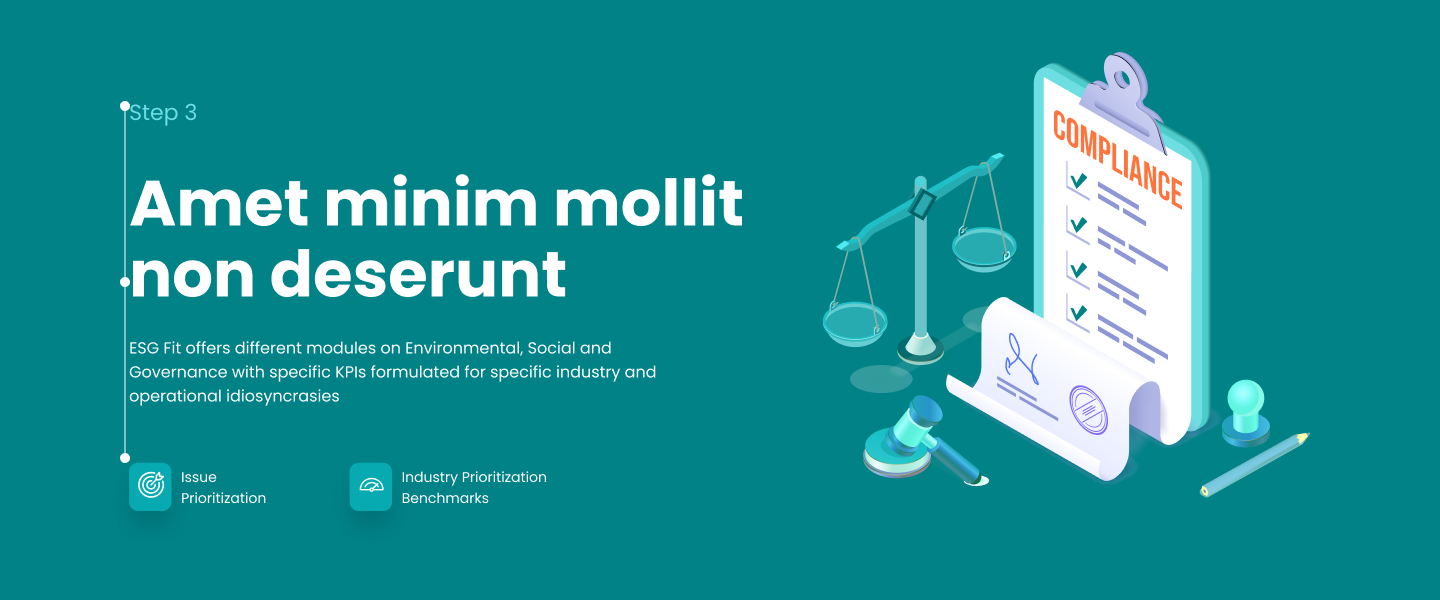 Step 3
Amet minim mollit
non deserunt
ESG Fit offers different modules on Environmental, Social and
Governance with specific KPIs formulated for specific industry and
operational idiosyncrasies
Issue
Prioritization
Industry Prioritization
Benchmarks
COMPLIANCE